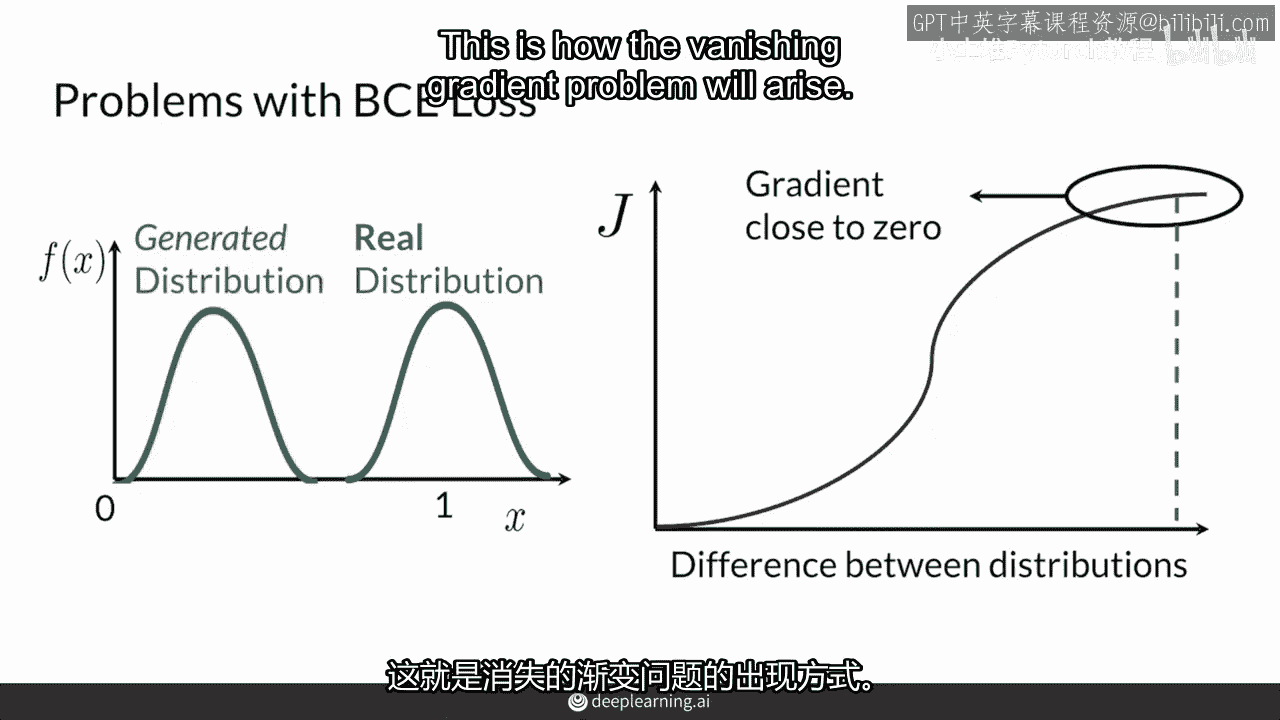 GPT中英字幕课程资源@bilibili.com
This is how the vanishing
gradient problem will arise.
Problems with BCE Loss
f(x)
Generated
Distribution
Real
Distribution
0
1
x
J
Gradient
close to zero
Difference between distributions
这就是消失的渐变问题的出现方式。
deeplearning.ai